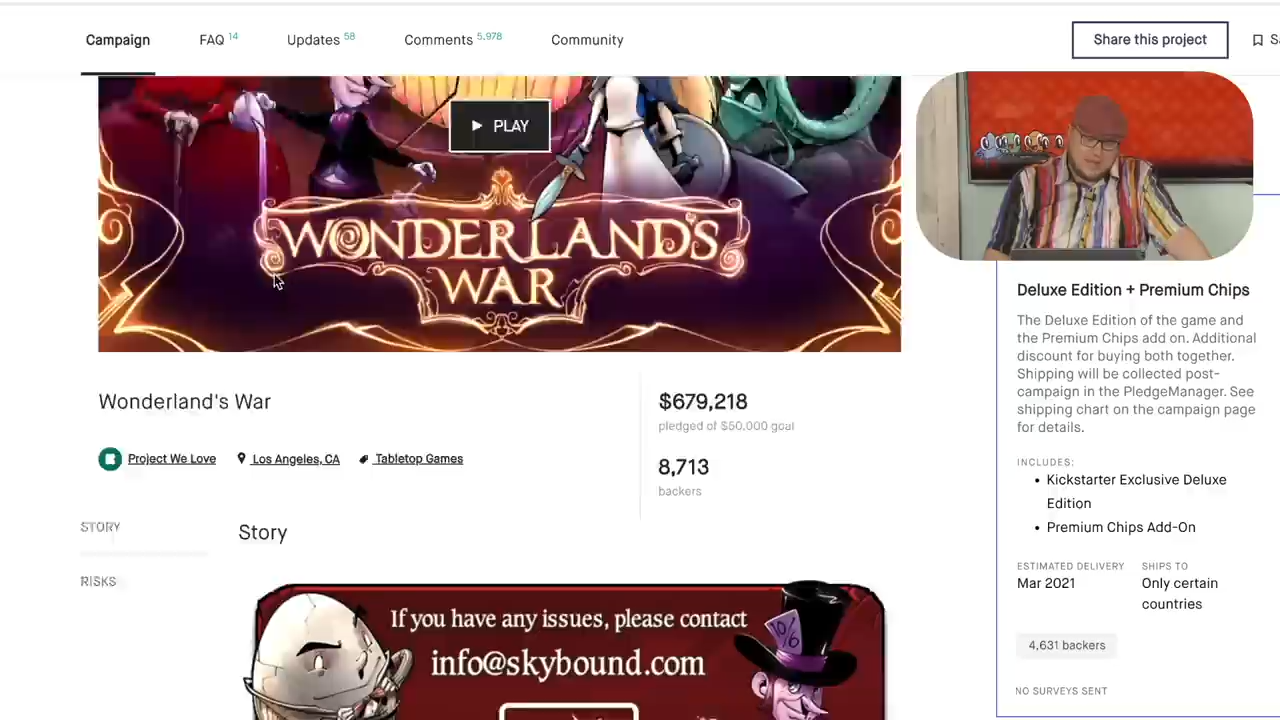 Campaign
FAQ 14
Updates 58
Comments 5,978
Community
Share this project
PLAY
WONDERLAND'S
WAR
Wonderland's War
Project We Love
Los Angeles, CA
Tabletop Games
$679,218
pledged of $50,000 goal
8,713
backers
STORY
RISKS
Story
If you have any issues, please contact
info@skybound.com
10/6
Deluxe Edition + Premium Chips
The Deluxe Edition of the game and
the Premium Chips add on. Additional
discount for buying both together.
Shipping will be collected post-
campaign in the PledgeManager. See
shipping chart on the campaign page
for details.
INCLUDES:
• Kickstarter Exclusive Deluxe
Edition
• Premium Chips Add-On
ESTIMATED DELIVERY
Mar 2021
SHIPS TO
Only certain
countries
4,631 backers
NO SURVEYS SENT